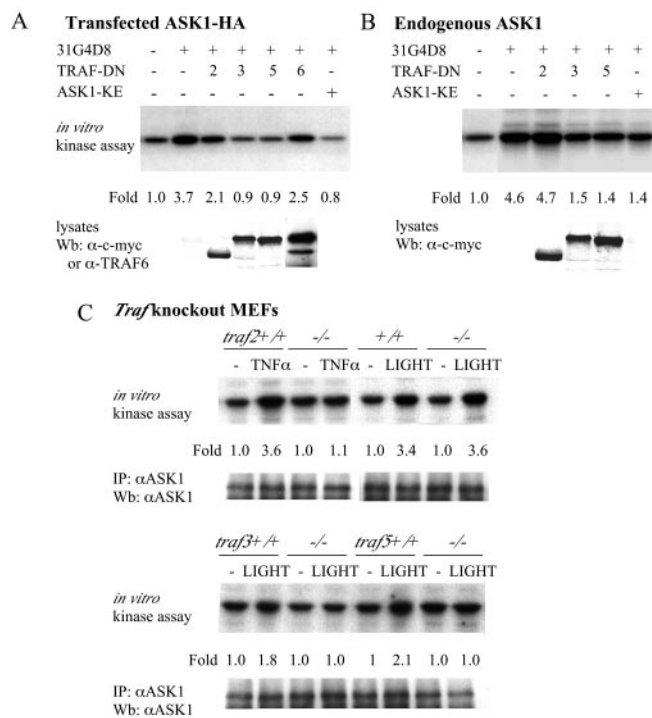 A Transfected ASK1-HA
31G4D8 - + + + + + +
TRAF-DN - - 2 3 5 6 -
ASK1-KE - - - - - - +
in vitro
kinase assay
Fold 1.0 3.7 2.1 0.9 0.9 2.5 0.8
lysates
Wb: α-c-myc
or α-TRAF6
B Endogenous ASK1
31G4D8 - + + + + +
TRAF-DN - - 2 3 5 -
ASK1-KE - - - - - +
in vitro
kinase assay
Fold 1.0 4.6 4.7 1.5 1.4 1.4
lysates
Wb: α-c-myc
C Traf knockout MEFs
traf2+/+ -/- +/+ -/-
- TNFα - TNFα - LIGHT - LIGHT
in vitro
kinase assay
Fold 1.0 3.6 1.0 1.1 1.0 3.4 1.0 3.6
IP: αASK1
Wb: αASK1
traf3+/+ -/- traf5+/+ -/-
- LIGHT - LIGHT - LIGHT - LIGHT
in vitro
kinase assay
Fold 1.0 1.8 1.0 1.0 1 2.1 1.0 1.0
IP: αASK1
Wb: αASK1